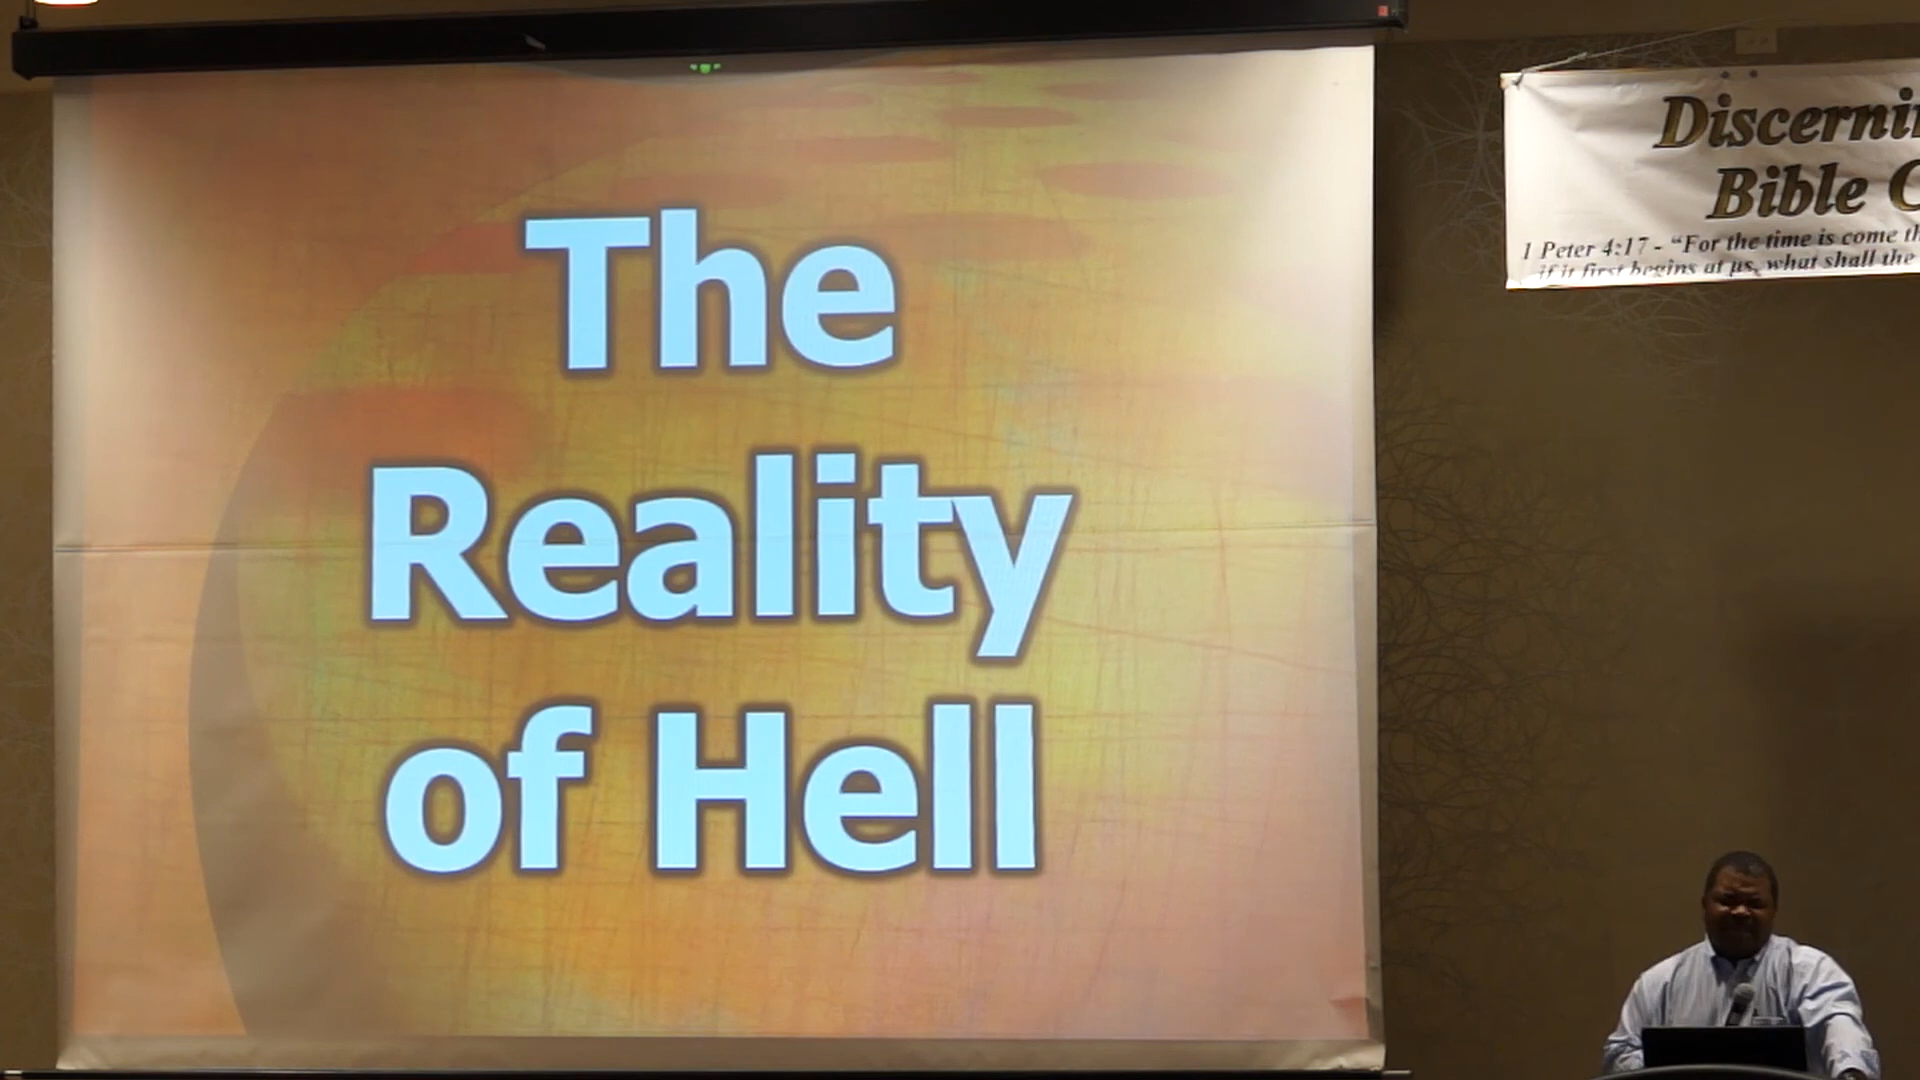 The
Reality
of Hell
Discerni
Bible C
1 Peter 4:17 - “For the time is come th
if it first begins at us, what shall the